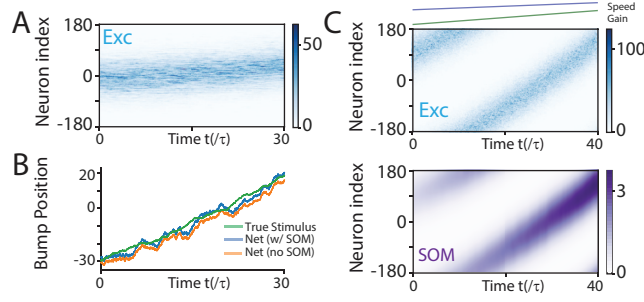 A
180
Exc
Neuron index
0
-180
0
Time t(/τ)
30
50
0
B
20
0
-30
Bump Position
True Stimulus
Net (w/ SOM)
Net (no SOM)
0
Time t(/τ)
30
C
Speed
Gain
180
Neuron index
0
-180
Exc
0
Time t(/τ)
40
100
0
180
Neuron index
0
-180
SOM
0
Time t(/τ)
40
3
0